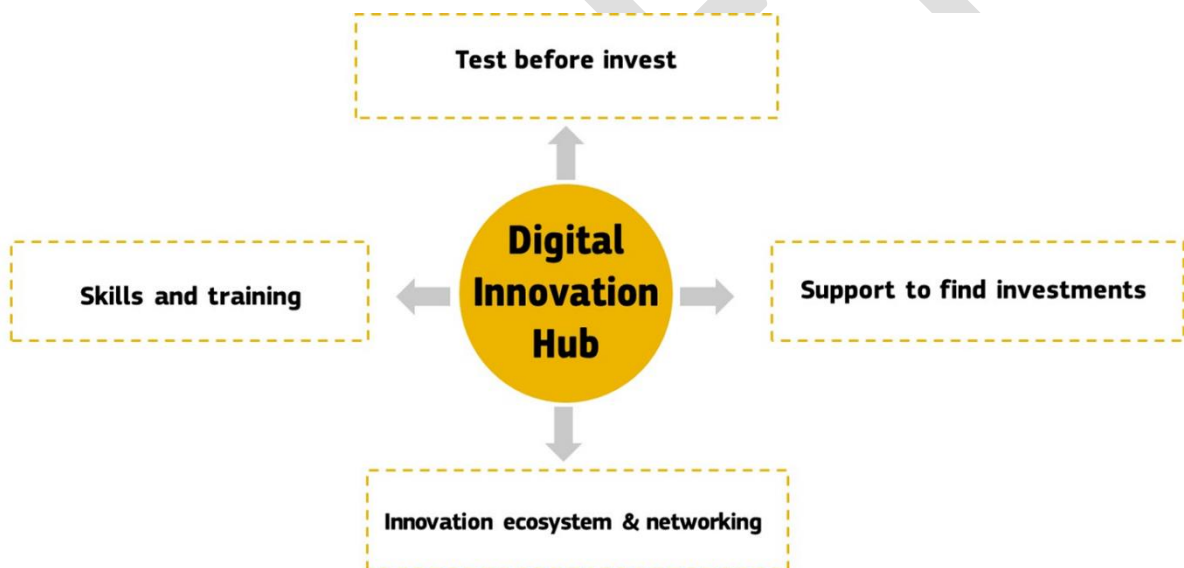 Test before invest
Digital
Innovation
Hub
Skills and training
Support to find investments
Innovation ecosystem & networking